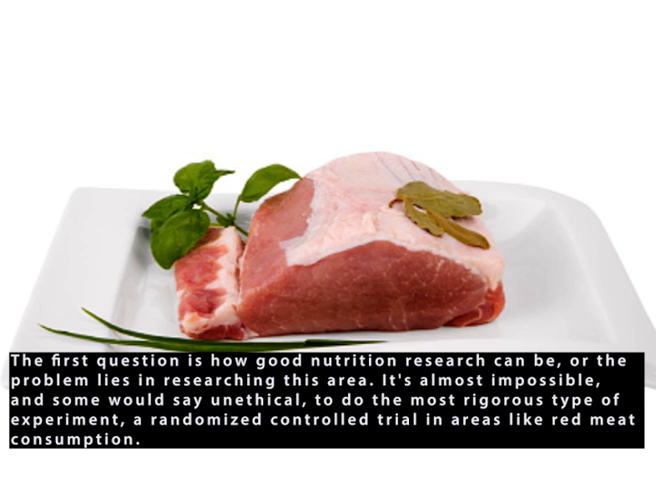 The first question is how good nutrition research can be, or the
problem lies in researching this area. It's almost impossible,
and some would say unethical, to do the most rigorous type of
experiment, a randomized controlled trial in areas like red meat
consumption.